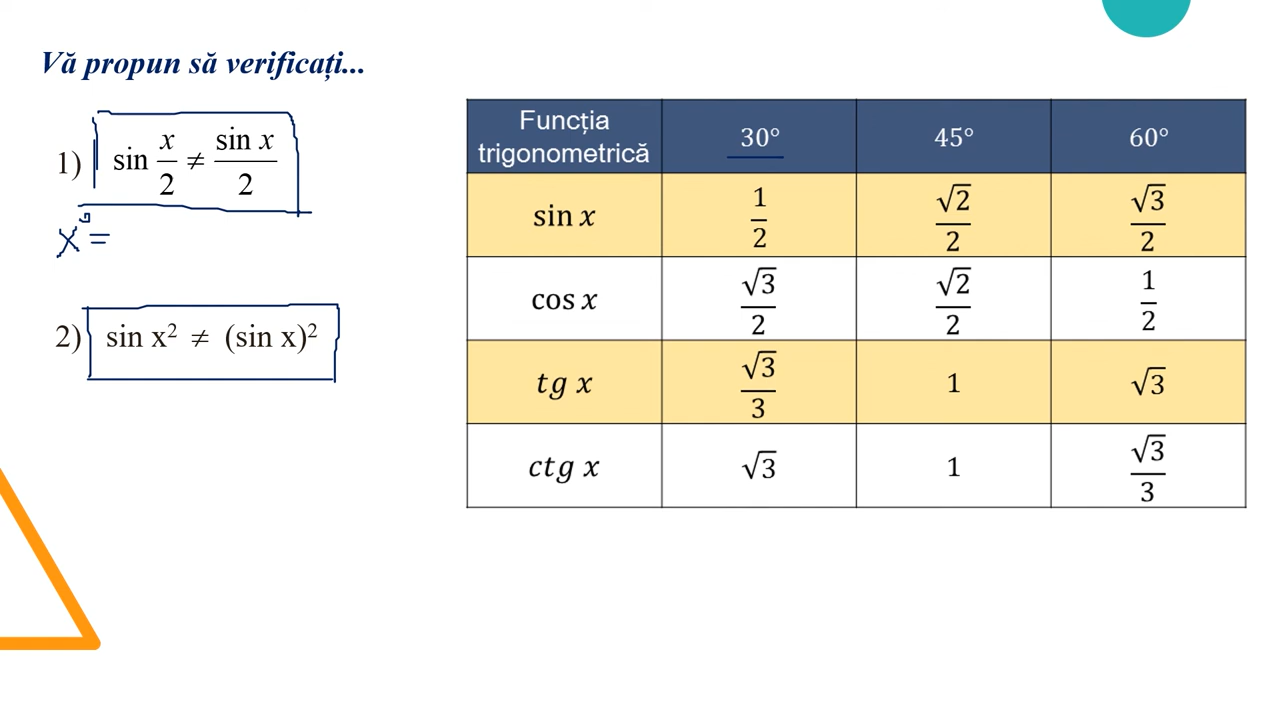 Vă propun să verificați...
1) sin x/2 ≠ sin x/2
x° =
2) sin x² ≠ (sin x)²
Funcția trigonometrică 30° 45° 60°
sin x 1/2 √2/2 √3/2
cos x √3/2 √2/2 1/2
tg x √3/3 1 √3
ctg x √3 1 √3/3